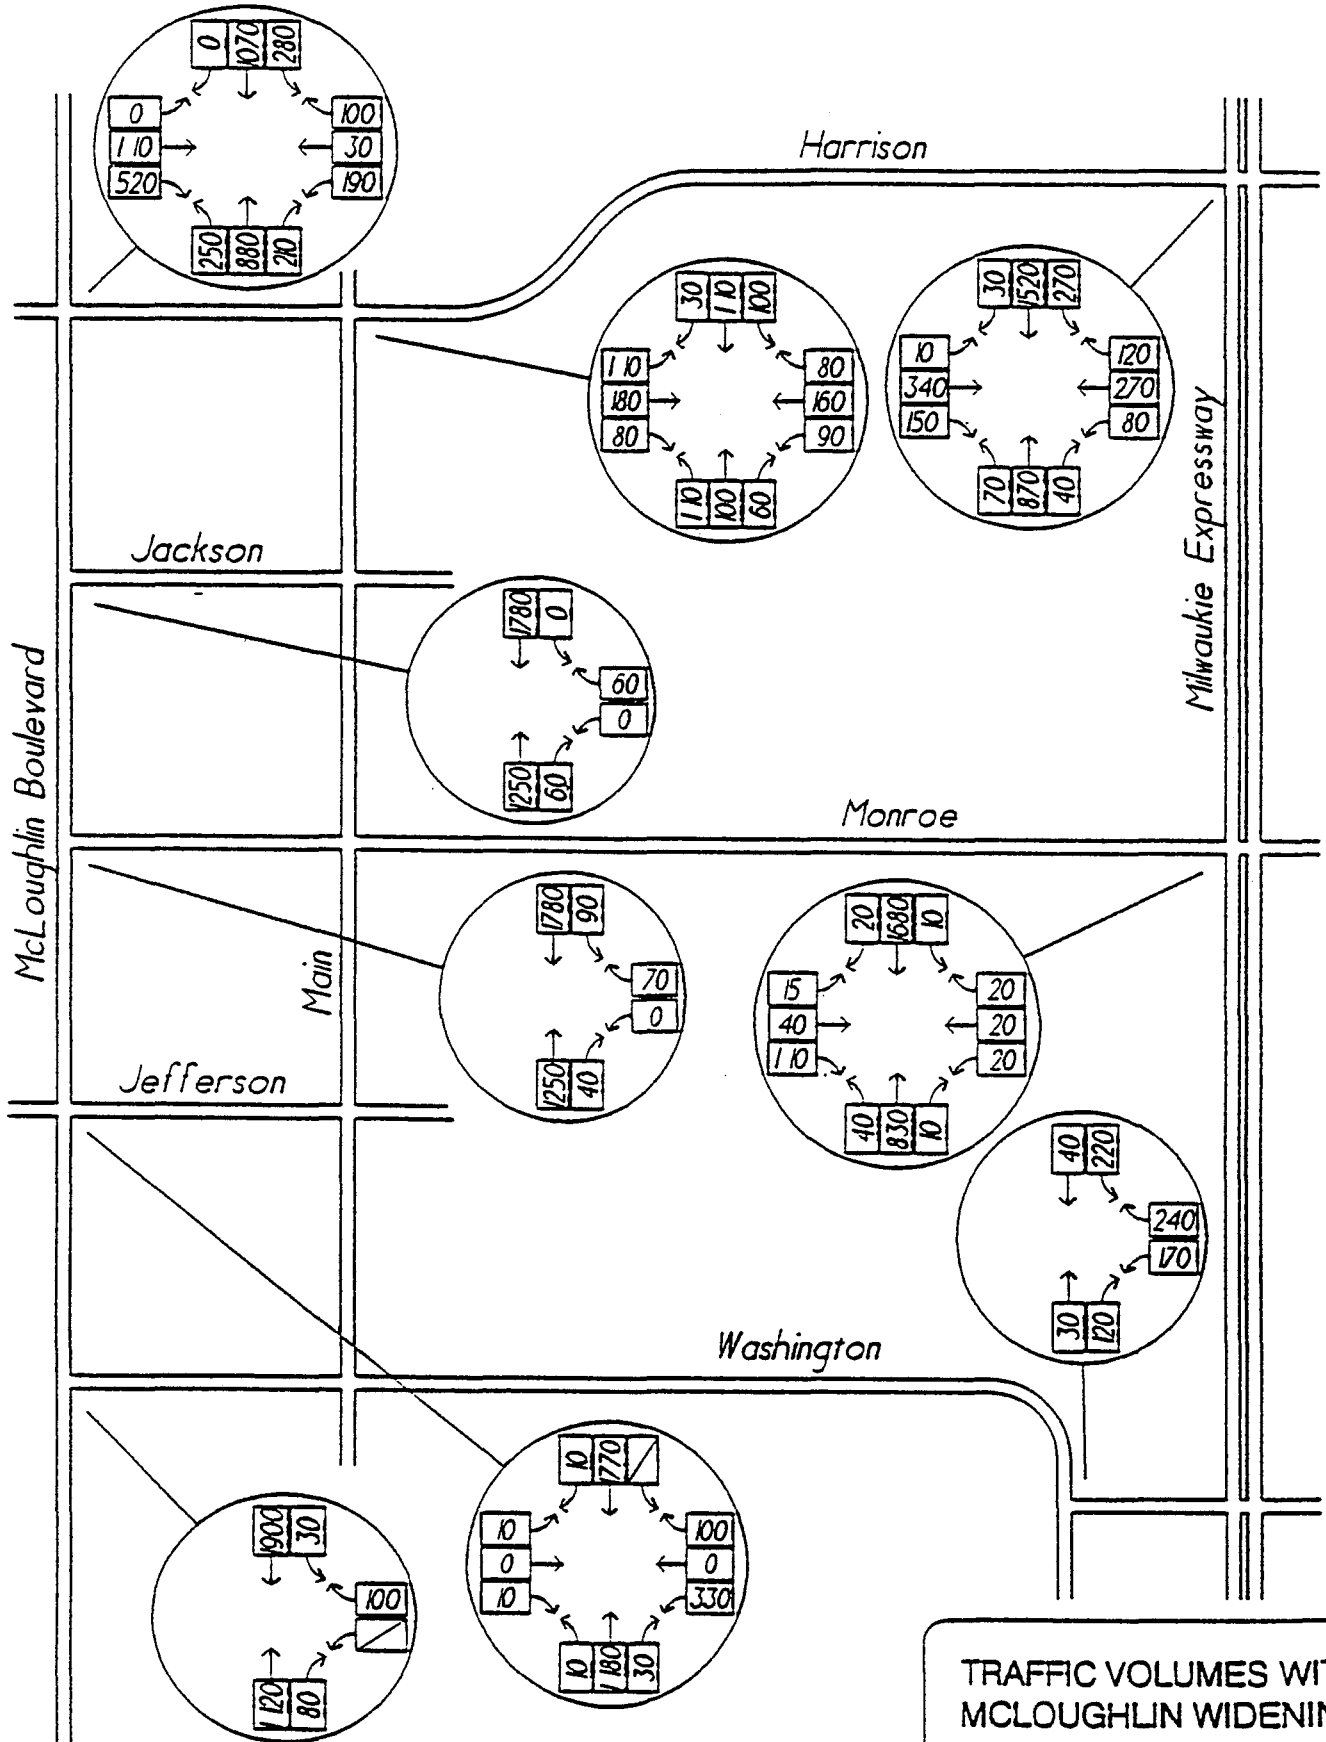 0 1070 280
0 100
110 30
520 190
250 880 210
Harrison
30 110 100
110 80
180 160
80 90
110 100 60
30 1520 270
10 120
340 270
150 80
70 870 40
Milwaukie Expressway
Jackson
McLoughlin Boulevard
1780 0
60
0
1250 60
Monroe
Main
1780 90
70
0
1250 40
20 1680 10
15 20
40 20
110 20
40 830 10
Jefferson
40 220
240
170
30 120
Washington
10 1770
10 100
0 0
10 330
10 1180 30
1900 30
100
1120 80
TRAFFIC VOLUMES WIT
MCLOUGHLIN WIDENIN